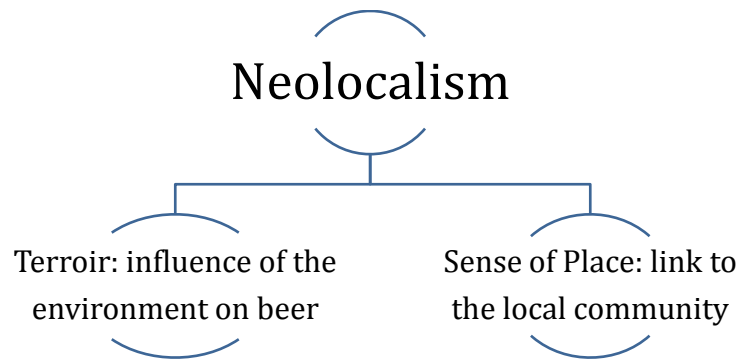 Neolocalism
Terroir: influence of the
environment on beer
Sense of Place: link to
the local community